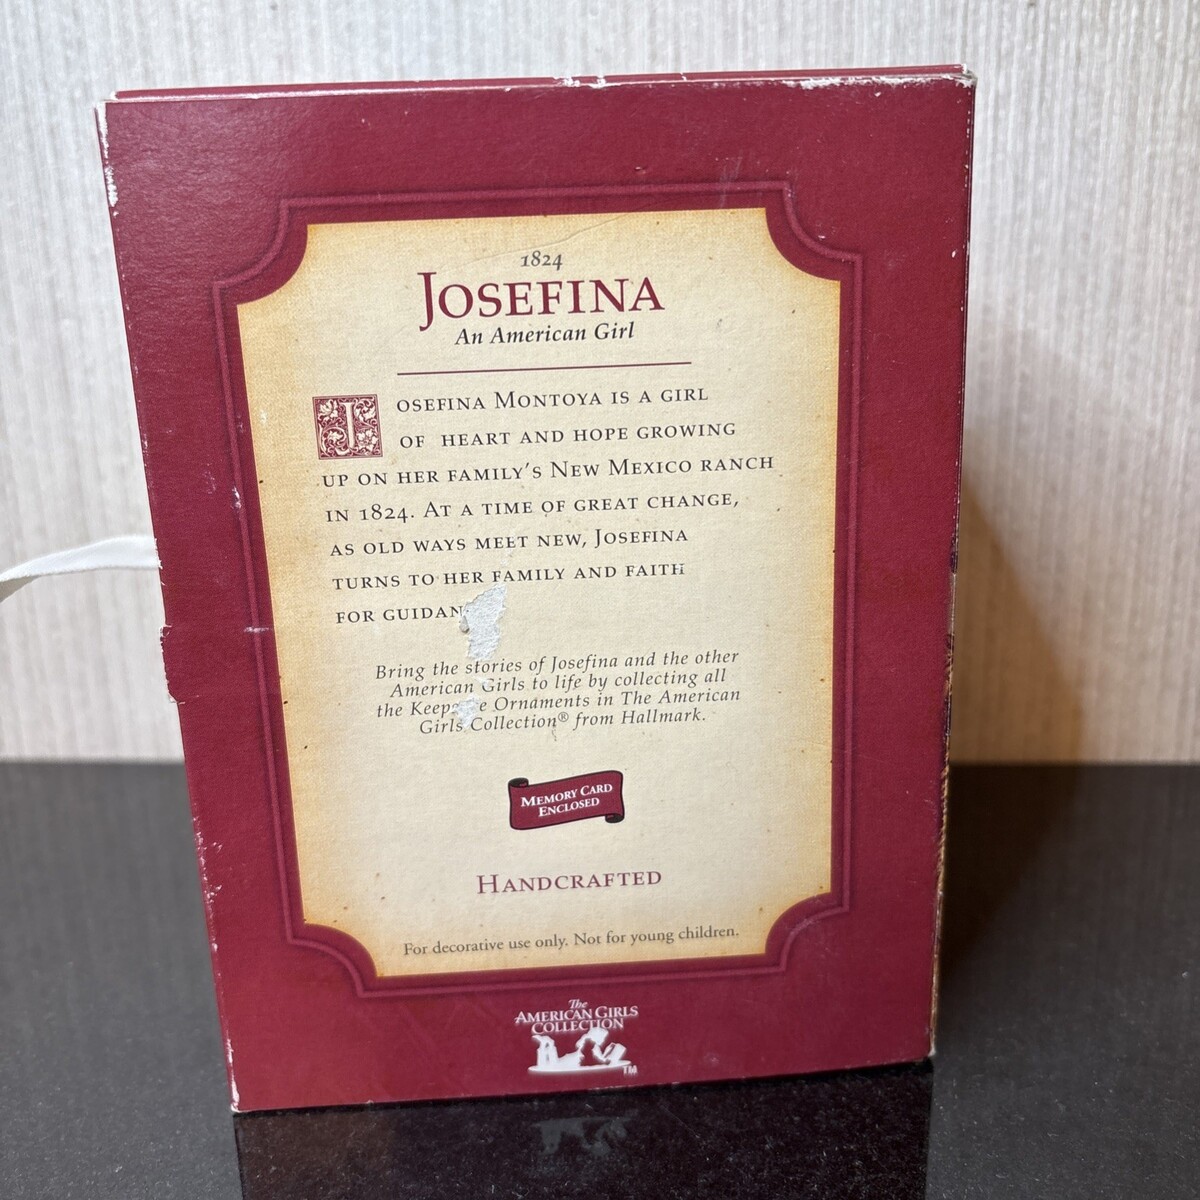 1824
JOSEFINA
An American Girl
JOSEFINA MONTOYA IS A GIRL
OF HEART AND HOPE GROWING
UP ON HER FAMILY'S NEW MEXICO RANCH
IN 1824. AT A TIME OF GREAT CHANGE,
AS OLD WAYS MEET NEW, JOSEFINA
TURNS TO HER FAMILY AND FAITH
FOR GUIDAN
Bring the stories of Josefina and the other
American Girls to life by collecting all
the Keepsake Ornaments in The American
Girls Collection® from Hallmark.
MEMORY CARD
ENCLOSED
HANDCRAFTED
For decorative use only. Not for young children.
The
AMERICAN GIRLS
COLLECTION
TM